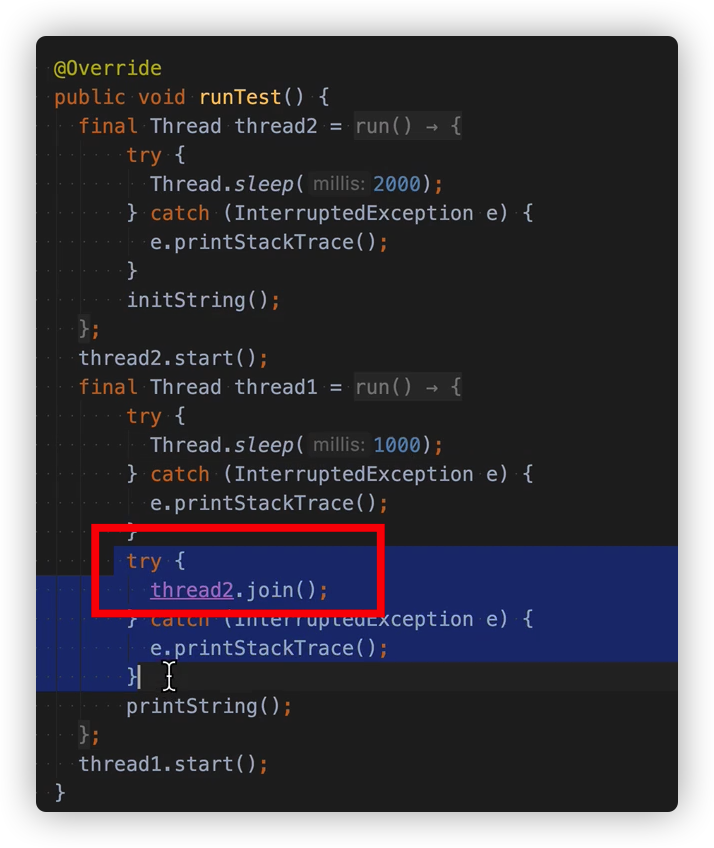 @Override
public void runTest() {
final Thread thread2 = run() → {
try {
Thread.sleep( millis: 2000);
} catch (InterruptedException e) {
e.printStackTrace();
}
initString();
};
thread2.start();
final Thread thread1 = run() → {
try {
Thread.sleep( millis: 1000);
} catch (InterruptedException e) {
e.printStackTrace();
}
try {
thread2.join();
} catch (InterruptedException e) {
e.printStackTrace();
}
printString();
};
thread1.start();
}